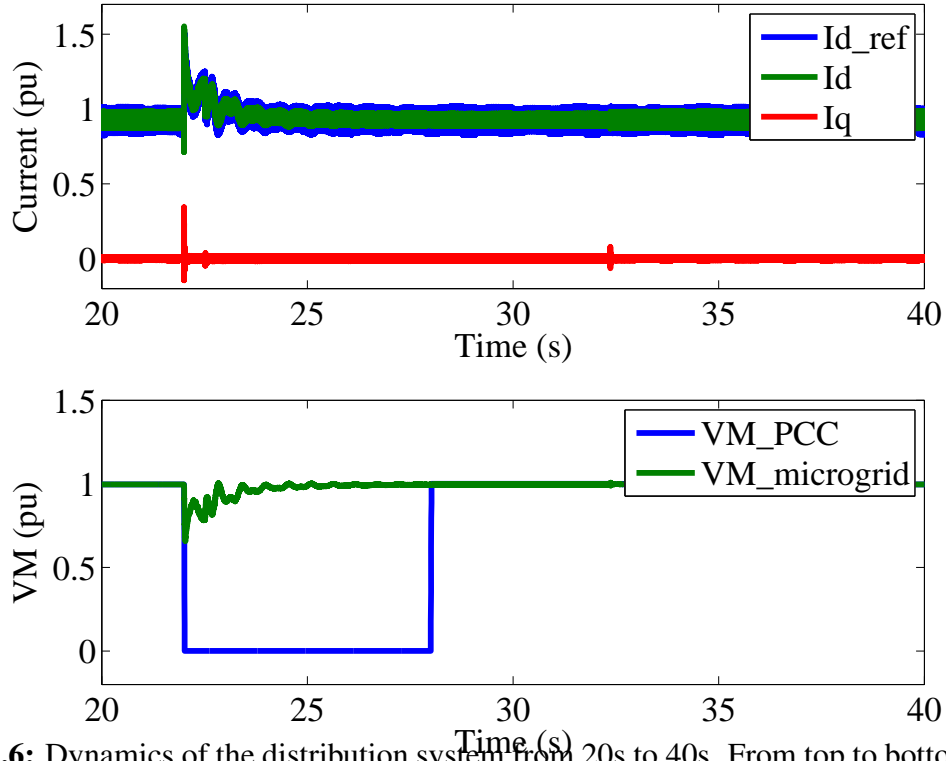 1.5
1
0.5
0
Current (pu)
Id_ref
Id
Iq
20
25
30
35
40
Time (s)
1.5
1
0.5
0
VM (pu)
VM_PCC
VM_microgrid
20
25
30
35
40
Time (s)
.6: Dynamics of the distribution system from 20s to 40s. From top to botto